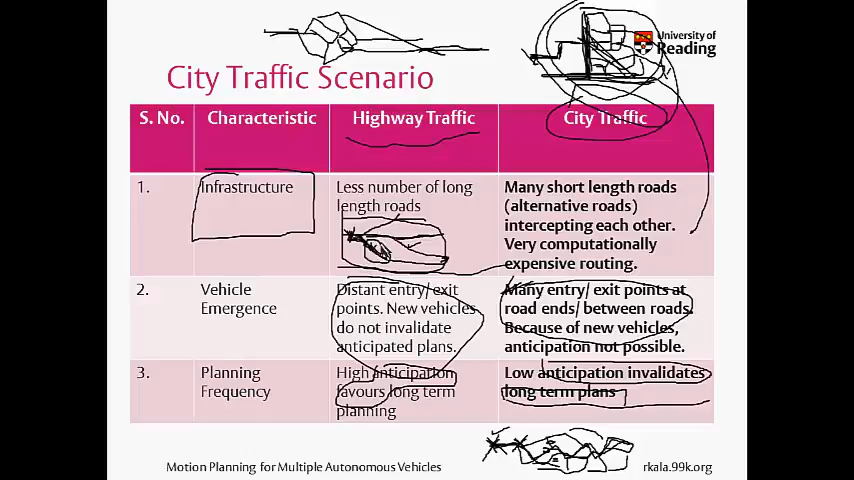 University of
Reading
City Traffic Scenario
S. No.
Characteristic
Highway Traffic
City Traffic
1.
Infrastructure
Less number of long
length roads
Many short length roads
(alternative roads)
intercepting each other.
Very computationally
expensive routing.
2.
Vehicle
Emergence
Distant entry/ exit
points. New vehicles
do not invalidate
anticipated plans.
Many entry/ exit points at
road ends/ between roads.
Because of new vehicles,
anticipation not possible.
3.
Planning
Frequency
High anticipation
favours long term
planning
Low anticipation invalidates
long term plans
Motion Planning for Multiple Autonomous Vehicles
rkala.99k.org